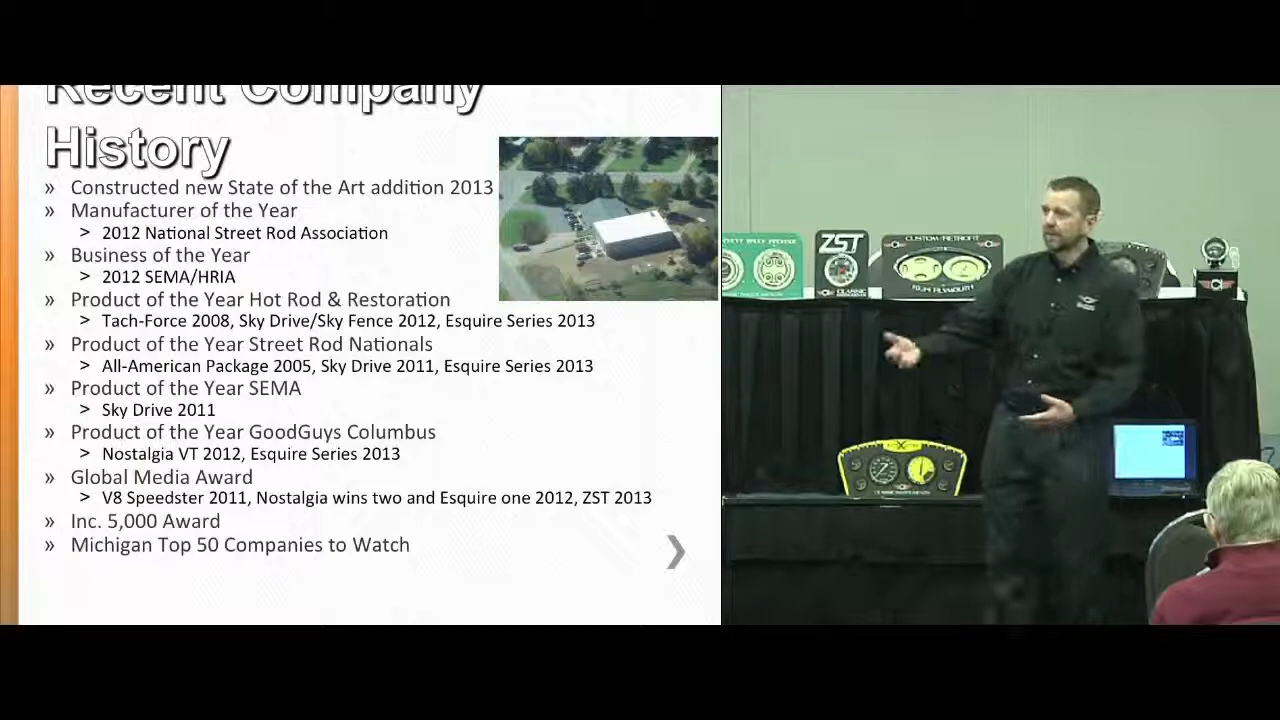 Recent Company
History
» Constructed new State of the Art addition 2013
» Manufacturer of the Year
> 2012 National Street Rod Association
» Business of the Year
> 2012 SEMA/HRIA
» Product of the Year Hot Rod & Restoration
> Tach-Force 2008, Sky Drive/Sky Fence 2012, Esquire Series 2013
» Product of the Year Street Rod Nationals
> All-American Package 2005, Sky Drive 2011, Esquire Series 2013
» Product of the Year SEMA
> Sky Drive 2011
» Product of the Year GoodGuys Columbus
> Nostalgia VT 2012, Esquire Series 2013
» Global Media Award
> V8 Speedster 2011, Nostalgia wins two and Esquire one 2012, ZST 2013
» Inc. 5,000 Award
» Michigan Top 50 Companies to Watch
ZST
CLASSIC
CUSTOM RETROFIT
PLYMOUTH